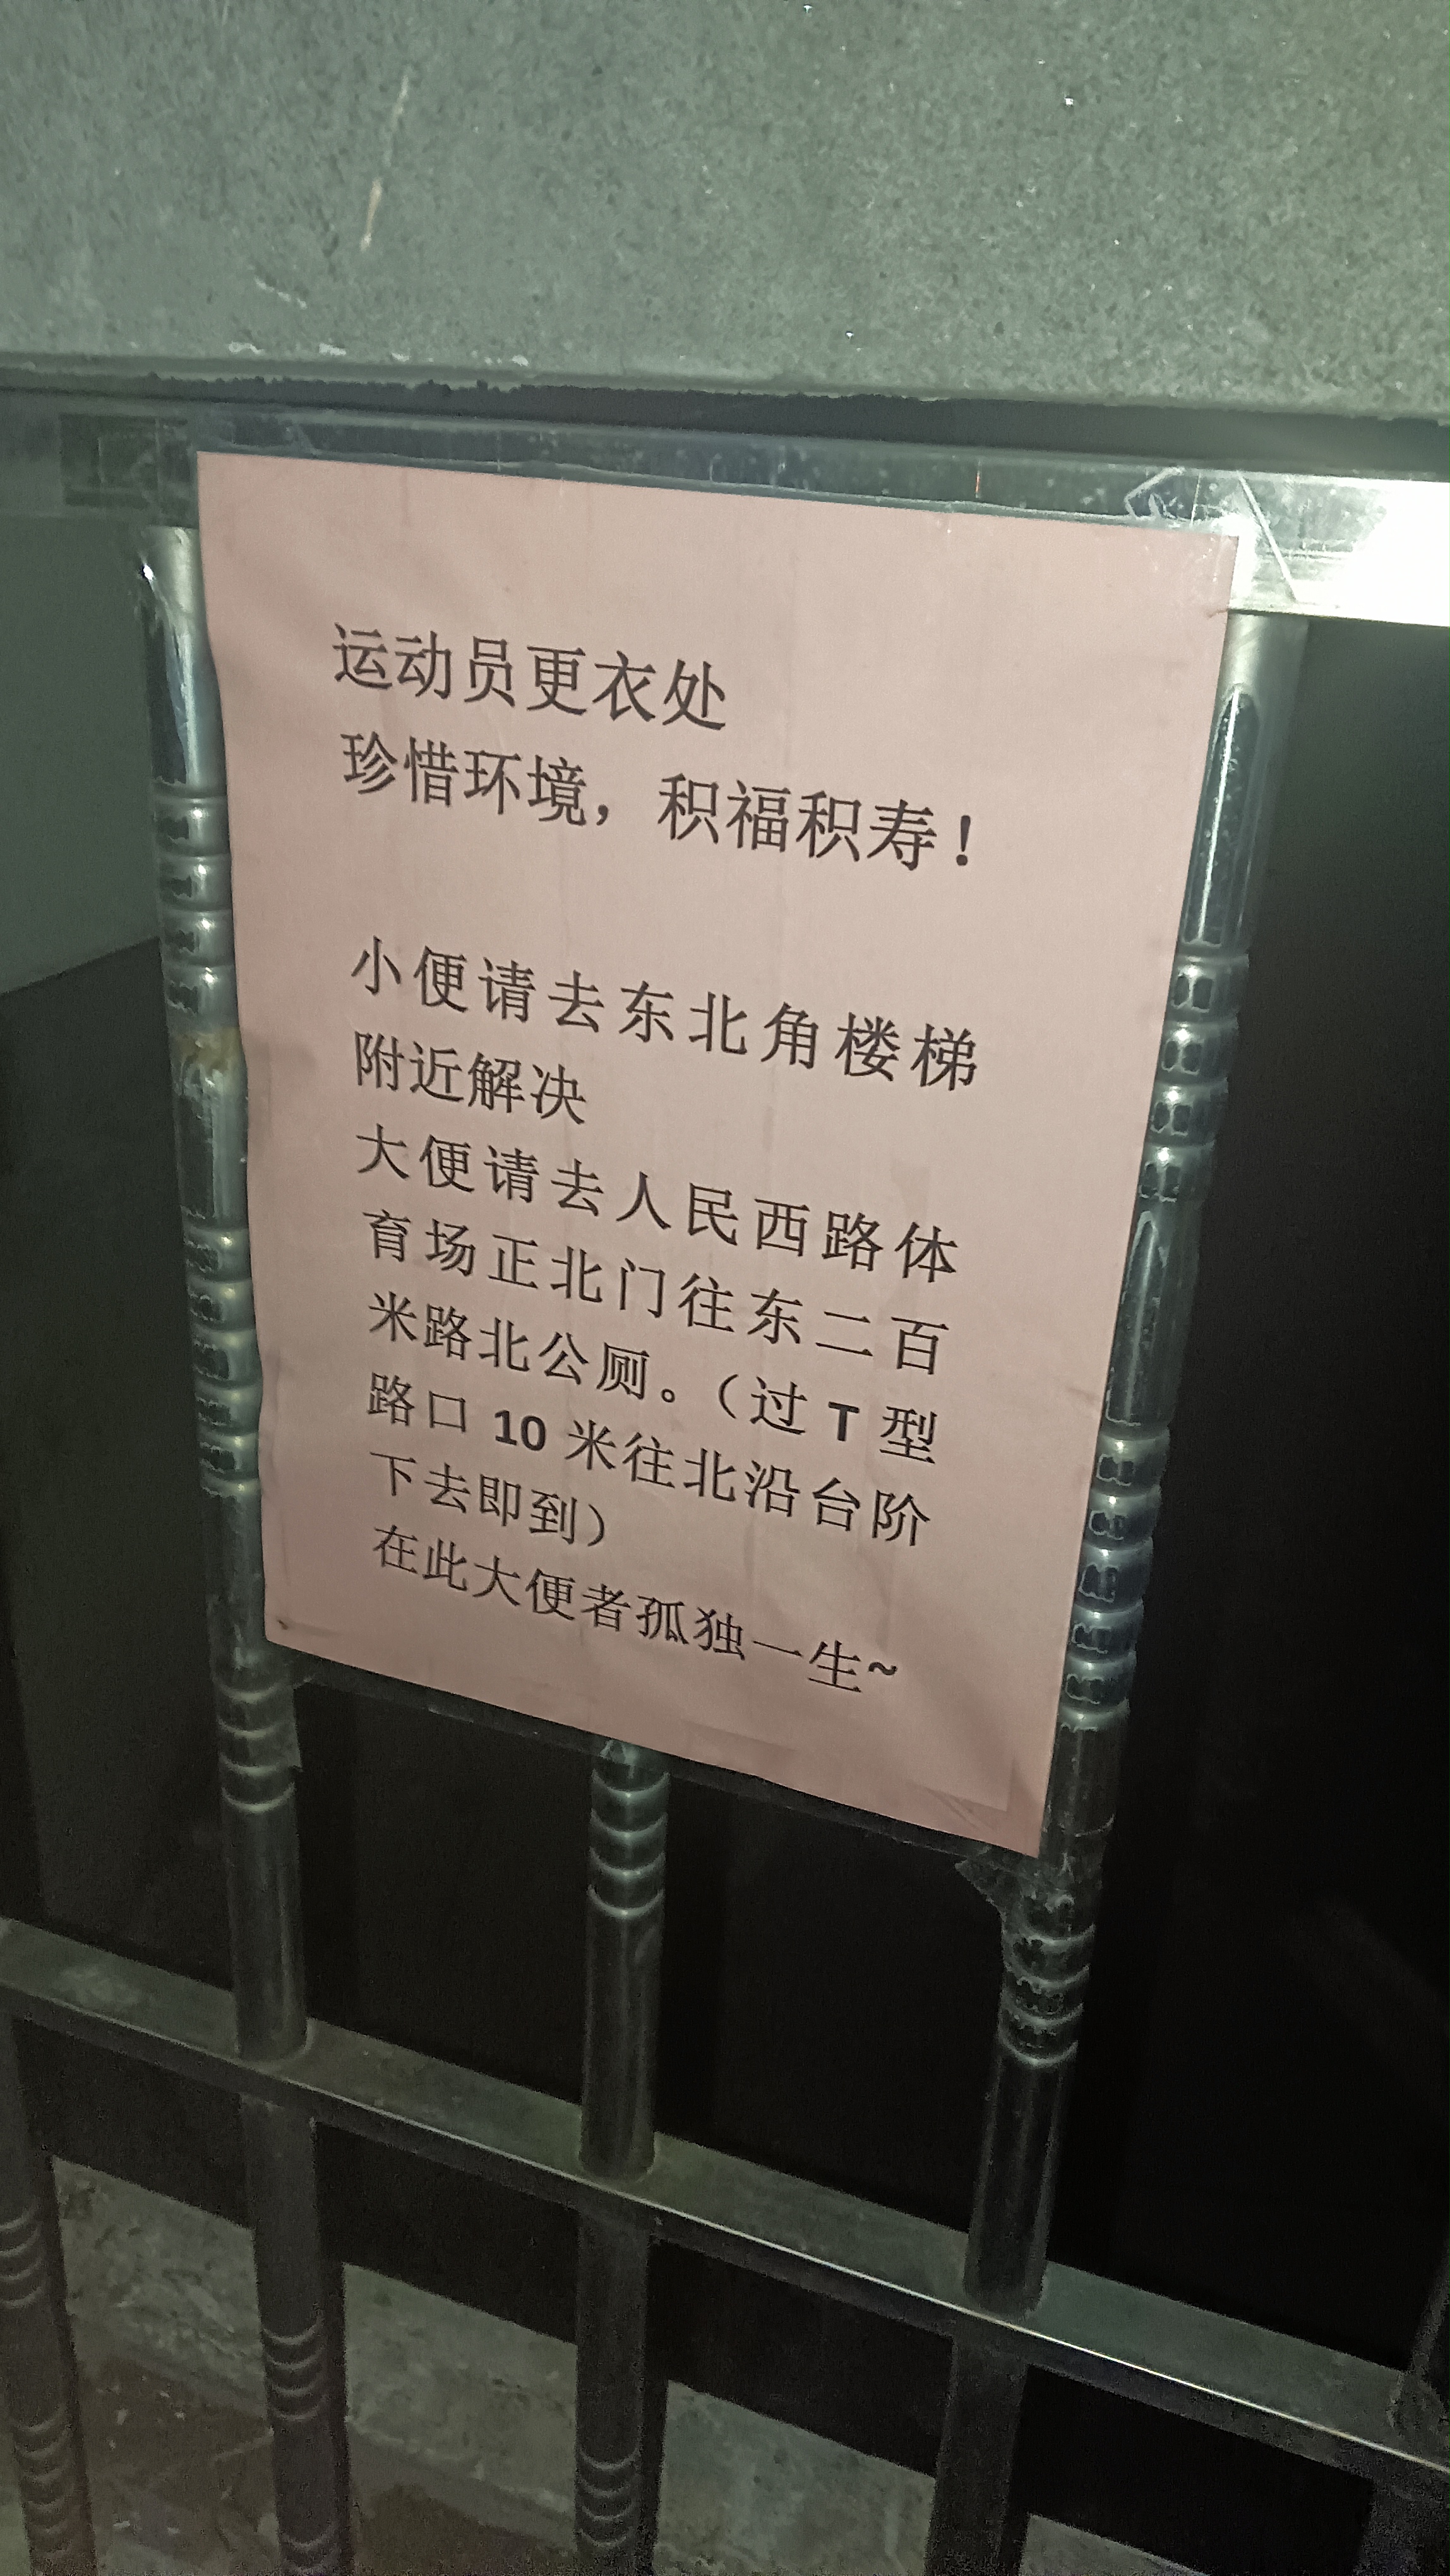 运动员更衣处
珍惜环境，积福积寿！
小便请去东北角楼梯
附近解决
大便请去人民西路体
育场正北门往东二百
米路北公厕。（过 T 型
路口 10 米往北沿台阶
下去即到）
在此大便者孤独一生~